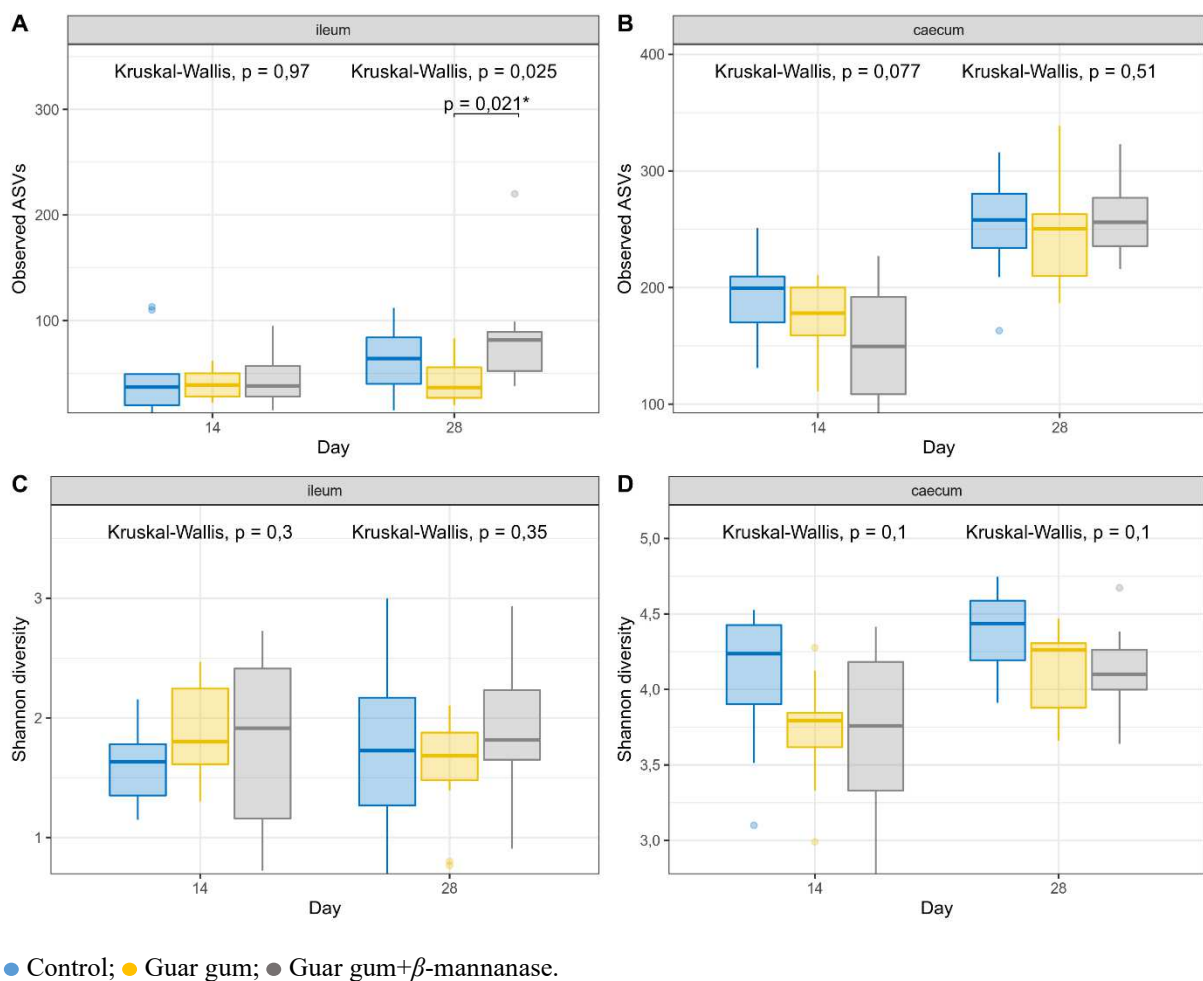 A
ileum
Kruskal-Wallis, p = 0,97
Kruskal-Wallis, p = 0,025
p = 0,021*
Observed ASVs
300
200
100
14
28
Day
B
caecum
Kruskal-Wallis, p = 0,077
Kruskal-Wallis, p = 0,51
Observed ASVs
400
300
200
100
14
28
Day
C
ileum
Kruskal-Wallis, p = 0,3
Kruskal-Wallis, p = 0,35
Shannon diversity
3
2
1
14
28
Day
D
caecum
Kruskal-Wallis, p = 0,1
Kruskal-Wallis, p = 0,1
Shannon diversity
5,0
4,5
4,0
3,5
3,0
14
28
Day
Control; Guar gum; Guar gum+β-mannanase.